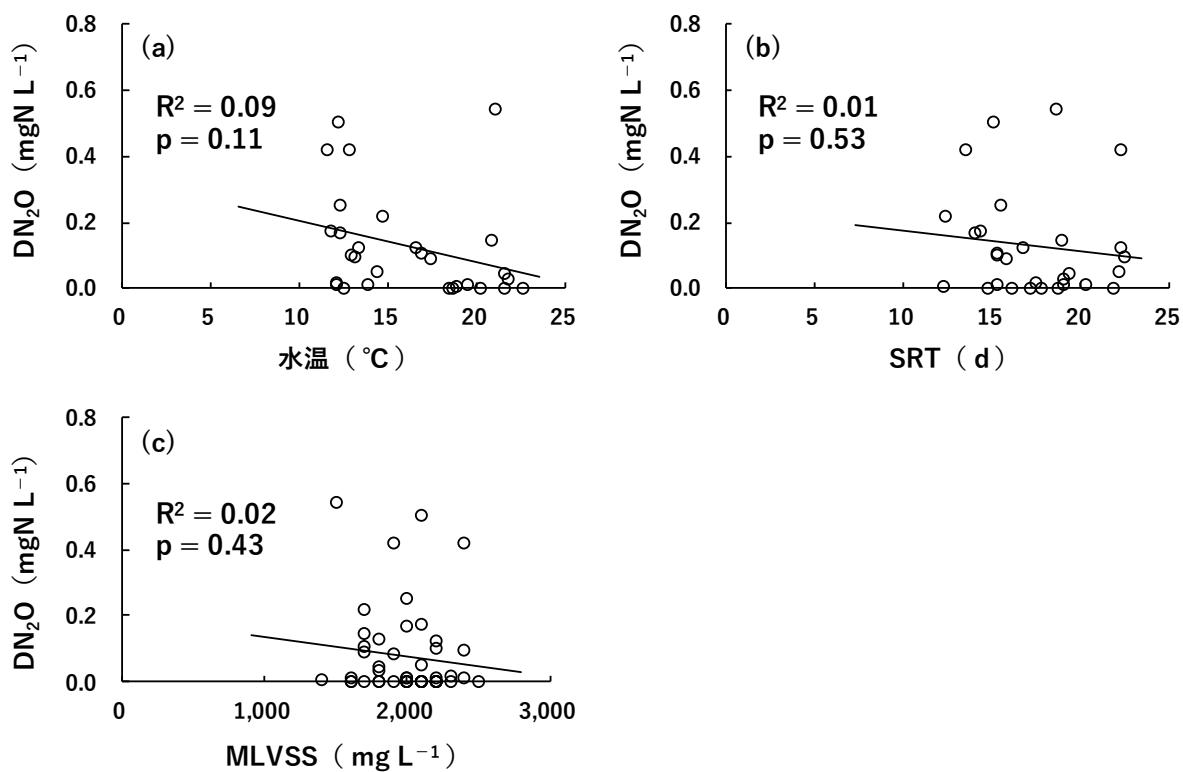 (a)
R² = 0.09
p = 0.11
0.8
0.6
0.4
0.2
0.0
DN₂O（mgN L⁻¹）
0 5 10 15 20 25
水温（℃）
(b)
R² = 0.01
p = 0.53
0.8
0.6
0.4
0.2
0.0
DN₂O（mgN L⁻¹）
0 5 10 15 20 25
SRT（d）
(c)
R² = 0.02
p = 0.43
0.8
0.6
0.4
0.2
0.0
DN₂O（mgN L⁻¹）
0 1,000 2,000 3,000
MLVSS（mg L⁻¹）